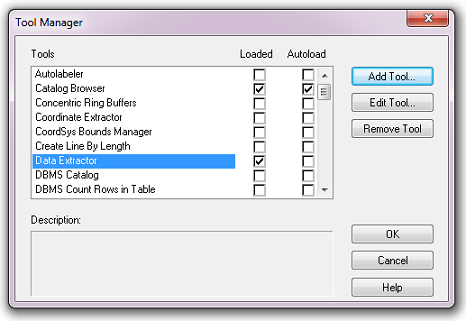 Tool Manager
Tools Loaded Autoload
Autolabeler
Catalog Browser
Concentric Ring Buffers
Coordinate Extractor
CoordSys Bounds Manager
Create Line By Length
Data Extractor
DBMS Catalog
DBMS Count Rows in Table
Add Tool...
Edit Tool...
Remove Tool
Description:
OK
Cancel
Help